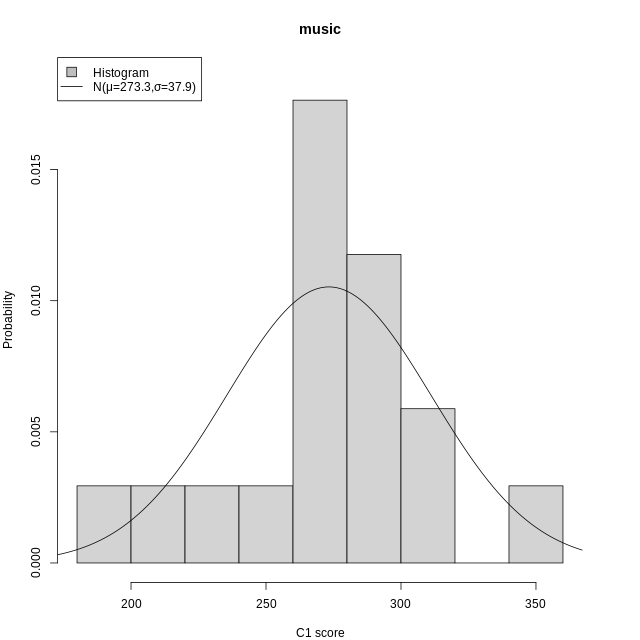 music
Histogram
N(μ=273.3,σ=37.9)
0.015
0.010
0.005
0.000
Probability
200 250 300 350
C1 score